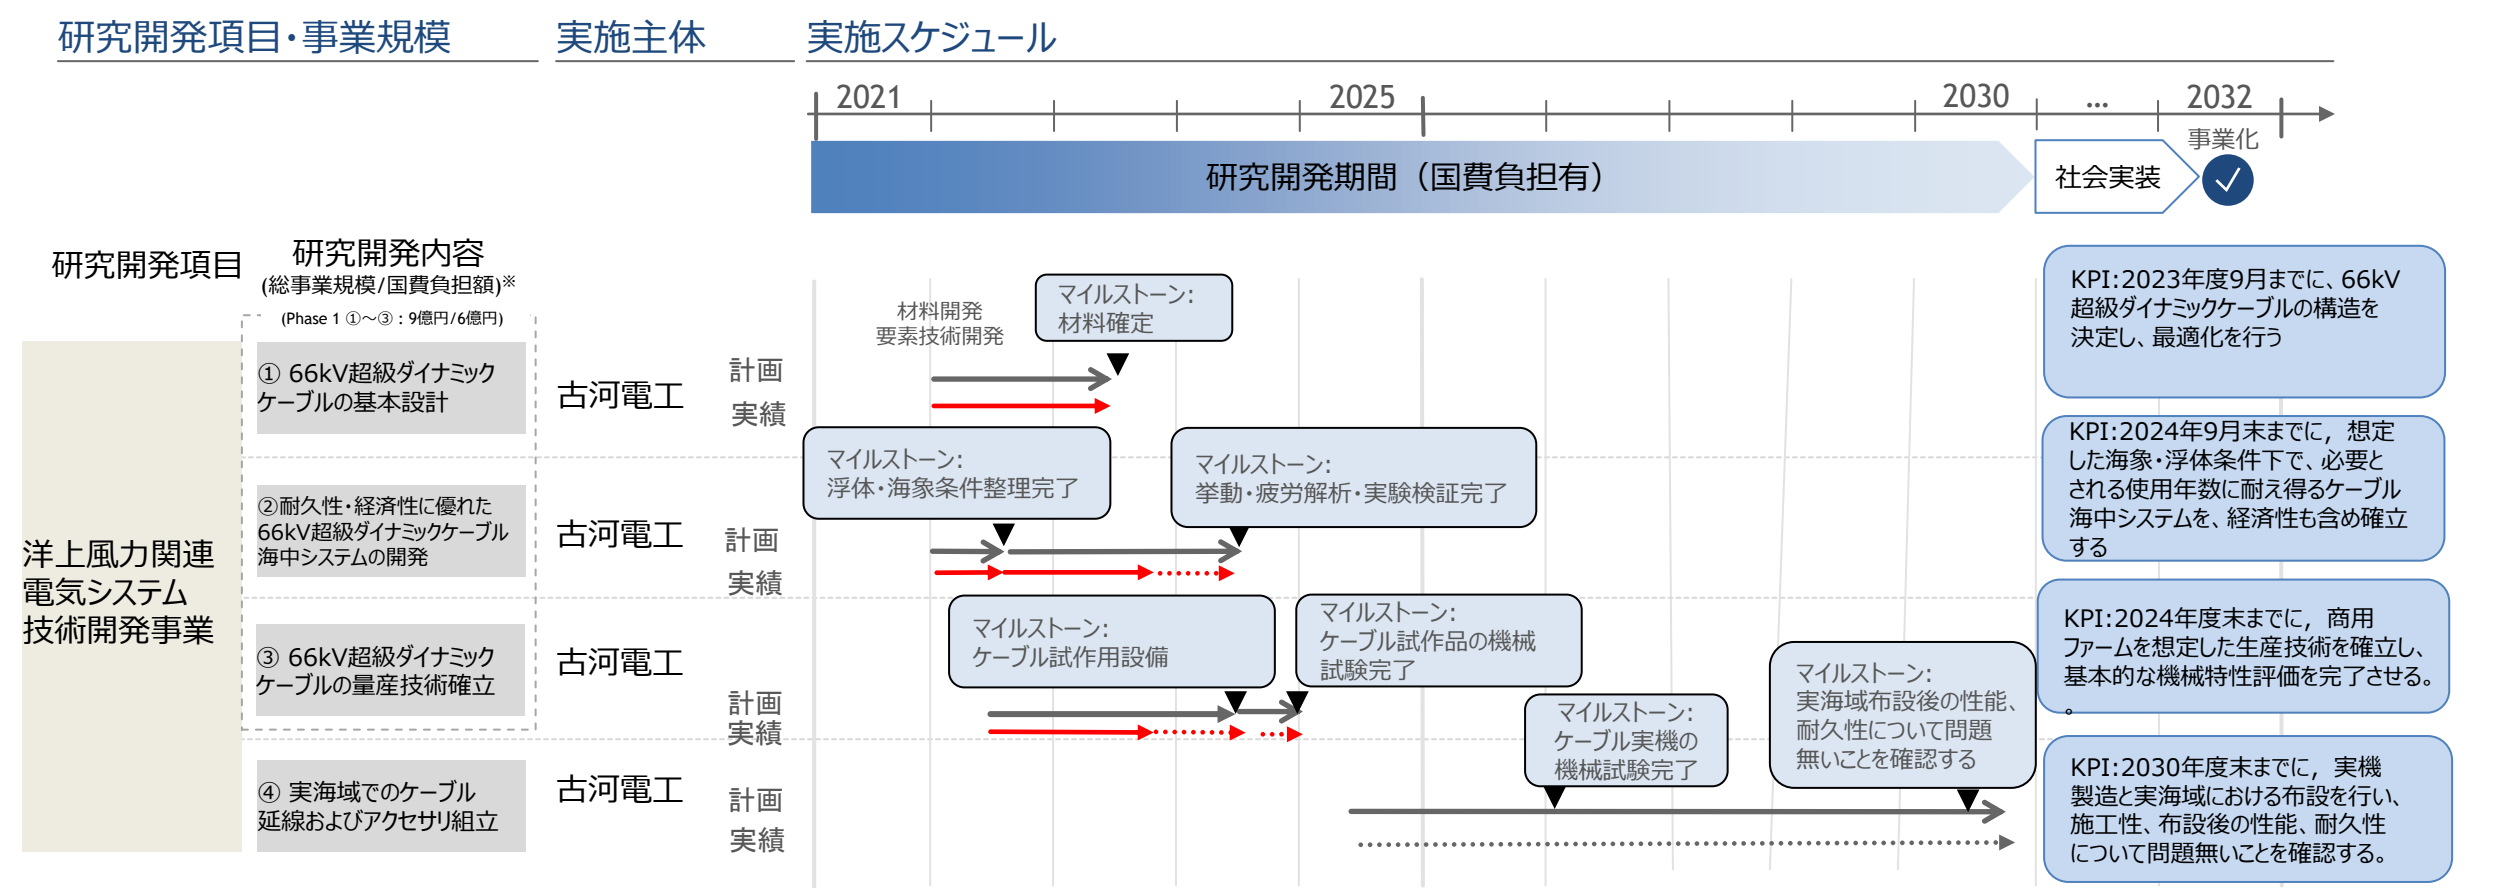 研究開発項目・事業規模
実施主体
実施スケジュール
2021
2025
2030
...
2032
事業化
研究開発期間（国費負担有）
社会実装
研究開発項目
研究開発内容
(総事業規模/国費負担額)※
(Phase 1 ①～③：9億円/6億円)
洋上風力関連
電気システム
技術開発事業
① 66kV超級ダイナミック
ケーブルの基本設計
古河電工
計画
実績
材料開発
要素技術開発
マイルストーン:
材料確定
KPI:2023年度9月までに、66kV
超級ダイナミックケーブルの構造を
決定し、最適化を行う
②耐久性・経済性に優れた
66kV超級ダイナミックケーブル
海中システムの開発
古河電工
計画
実績
マイルストーン:
浮体・海象条件整理完了
マイルストーン:
挙動・疲労解析・実験検証完了
KPI:2024年9月末までに，想定
した海象・浮体条件下で、必要と
される使用年数に耐え得るケーブル
海中システムを、経済性も含め確立
する
③ 66kV超級ダイナミック
ケーブルの量産技術確立
古河電工
計画
実績
マイルストーン:
ケーブル試作用設備
マイルストーン:
ケーブル試作品の機械
試験完了
KPI:2024年度末までに，商用
ファームを想定した生産技術を確立し、
基本的な機械特性評価を完了させる。
。
④ 実海域でのケーブル
延線およびアクセサリ組立
古河電工
計画
実績
マイルストーン:
ケーブル実機の
機械試験完了
マイルストーン:
実海域布設後の性能、
耐久性について問題
無いことを確認する
KPI:2030年度末までに，実機
製造と実海域における布設を行い、
施工性、布設後の性能、耐久性
について問題無いことを確認する。